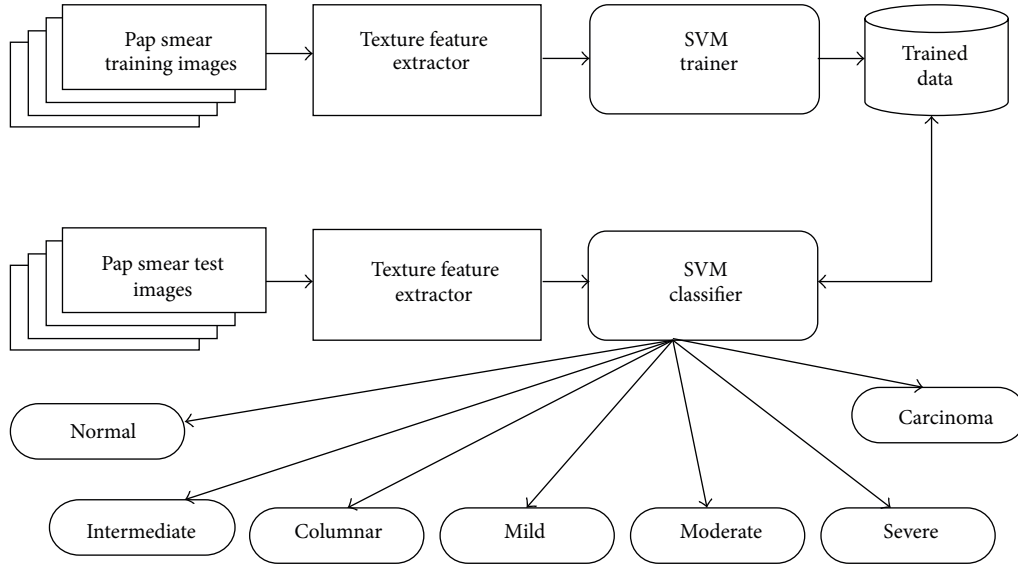 Pap smear
training images
Texture feature
extractor
SVM
trainer
Trained
data
Pap smear test
images
Texture feature
extractor
SVM
classifier
Normal
Carcinoma
Intermediate
Columnar
Mild
Moderate
Severe